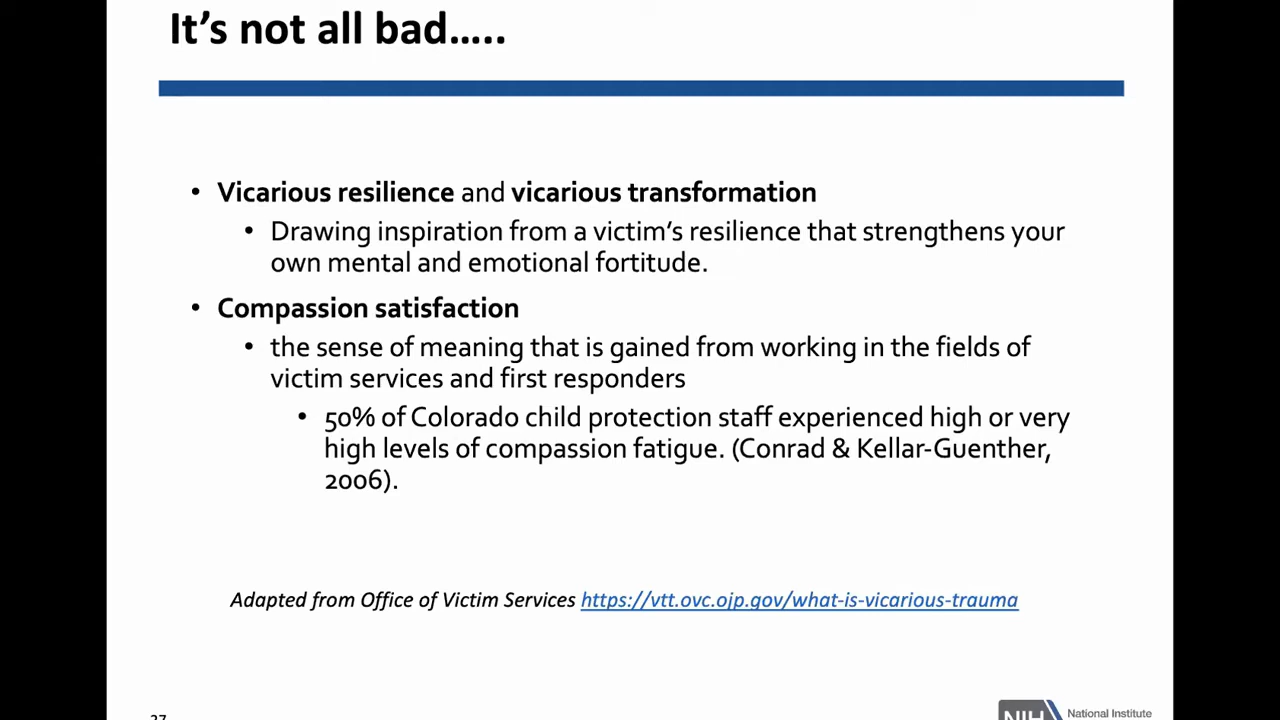 It's not all bad.....
• Vicarious resilience and vicarious transformation
• Drawing inspiration from a victim's resilience that strengthens your
own mental and emotional fortitude.
• Compassion satisfaction
• the sense of meaning that is gained from working in the fields of
victim services and first responders
• 50% of Colorado child protection staff experienced high or very
high levels of compassion fatigue. (Conrad & Kellar-Guenther,
2006).
Adapted from Office of Victim Services https://vtt.ovc.ojp.gov/what-is-vicarious-trauma
27
NIH National Institute